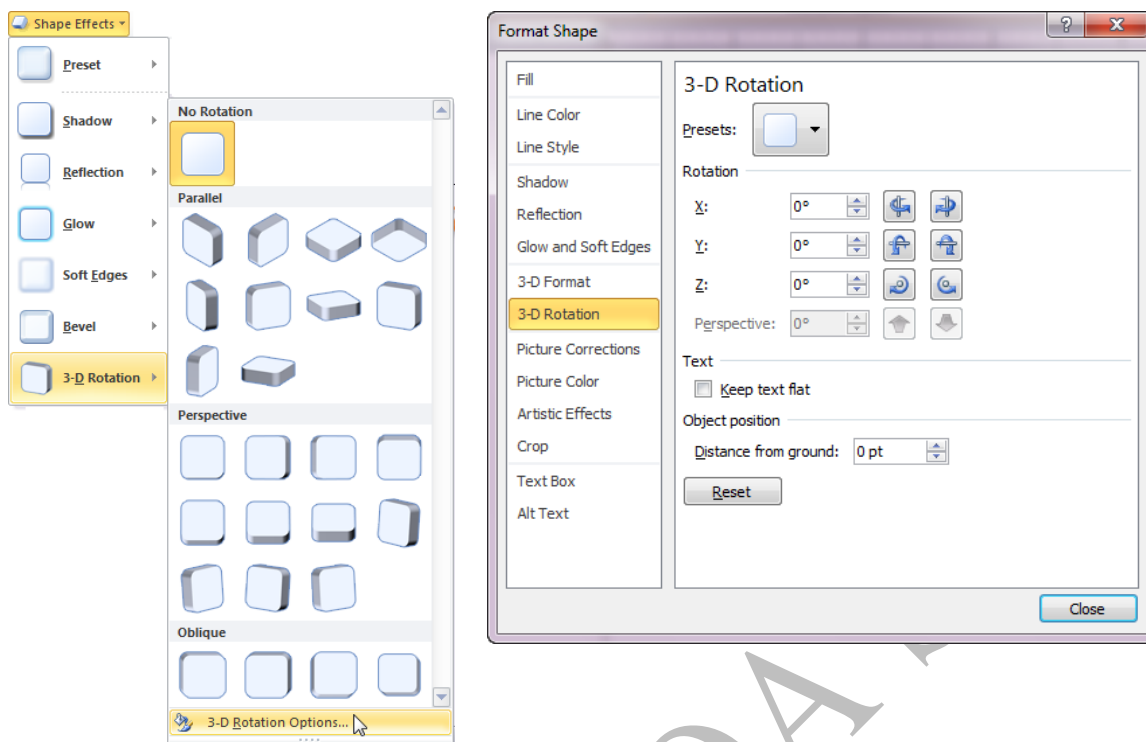 Shape Effects
Preset
Shadow
Reflection
Glow
Soft Edges
Bevel
3-D Rotation
No Rotation
Parallel
Perspective
Oblique
3-D Rotation Options...
Format Shape
Fill
Line Color
Line Style
Shadow
Reflection
Glow and Soft Edges
3-D Format
3-D Rotation
Picture Corrections
Picture Color
Artistic Effects
Crop
Text Box
Alt Text
3-D Rotation
Presets:
Rotation
X: 0°
Y: 0°
Z: 0°
Perspective: 0°
Text
Keep text flat
Object position
Distance from ground: 0 pt
Reset
Close